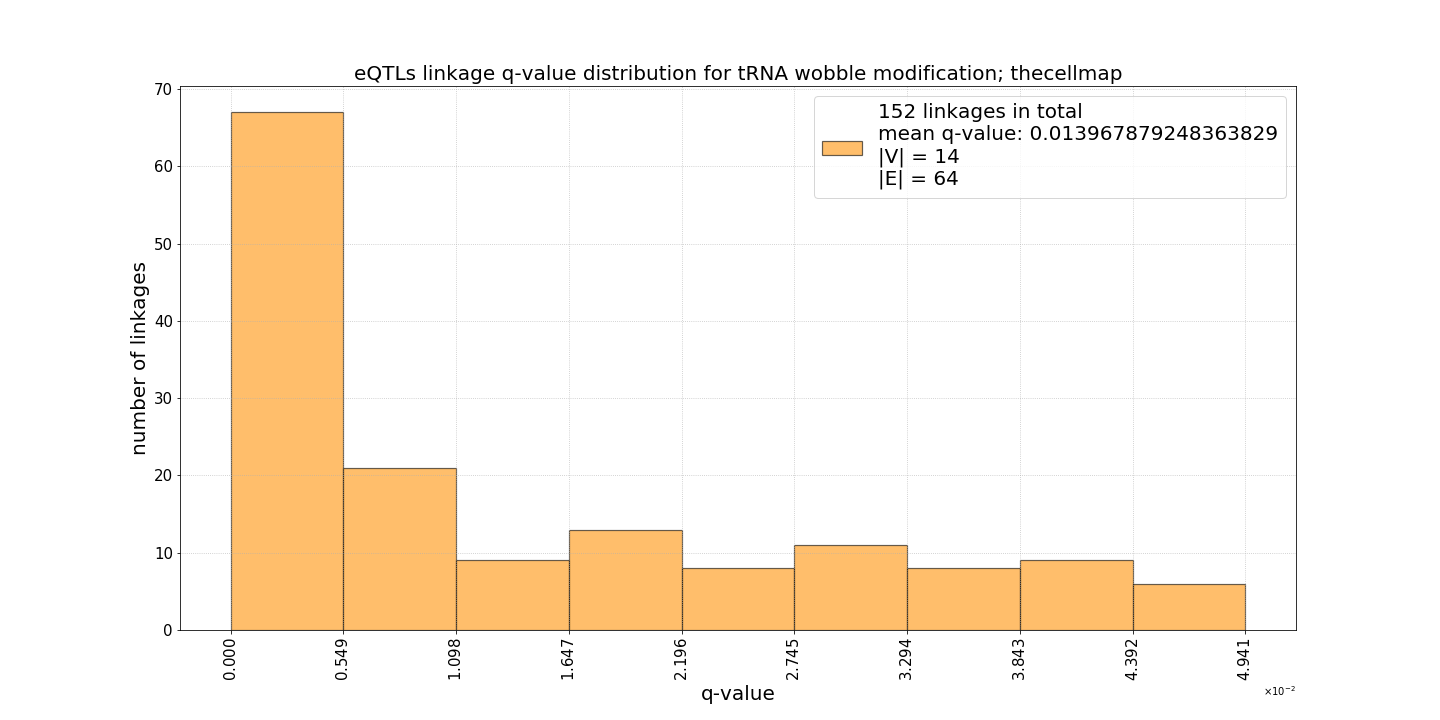 eQTLs linkage q-value distribution for tRNA wobble modification; thecellmap
152 linkages in total
mean q-value: 0.013967879248363829
|V| = 14
|E| = 64
number of linkages
70
60
50
40
30
20
10
0
0.000
0.549
1.098
1.647
2.196
2.745
3.294
3.843
4.392
4.941
×10⁻²
q-value